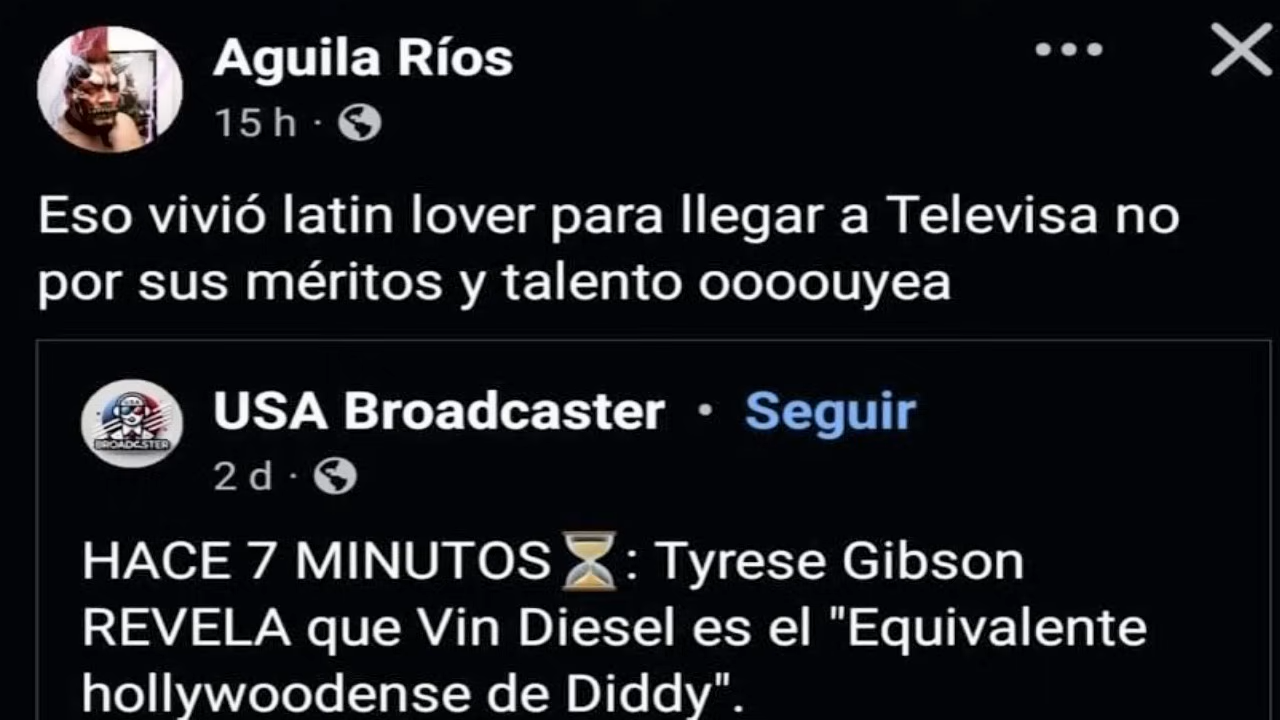 Aguila Ríos
15 h ·
Eso vivió latin lover para llegar a Televisa no
por sus méritos y talento oooouyea
USA Broadcaster · Seguir
BROADCSTER
2 d ·
HACE 7 MINUTOS⏳: Tyrese Gibson
REVELA que Vin Diesel es el "Equivalente
hollywoodense de Diddy".